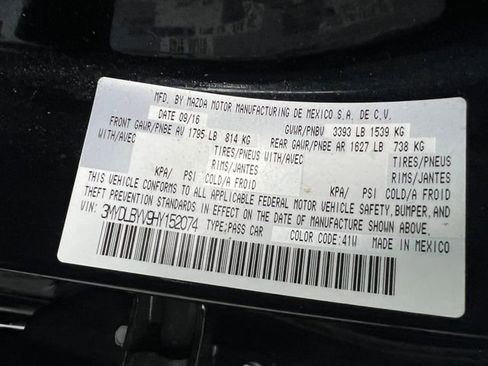 MFD. BY MAZDA MOTOR MANUFACTURING DE MEXICO S.A. DE C.V.
DATE 09/16 GVWR/PNBV 3393 LB 1539 KG
FRONT GAWR/PNBE AV 1795 LB 814 KG REAR GAWR/PNBE AR 1627 LB 738 KG
WITH/AVEC TIRES/PNEUS WITH/AVEC TIRES/PNEUS
RIMS/JANTES RIMS/JANTES
KPA/ PSI COLD/A FROID KPA/ PSI COLD/A FROID
THIS VEHICLE CONFORMS TO ALL APPLICABLE FEDERAL MOTOR VEHICLE SAFETY, BUMPER, AND
THEFT PREVENTION STANDARDS IN EFFECT ON THE DATE OF MANUFACTURE SHOWN ABOVE.
VIN: 3MYDLBYV9HY152074 TYPE:PASS CAR COLOR CODE:41W MADE IN MEXICO